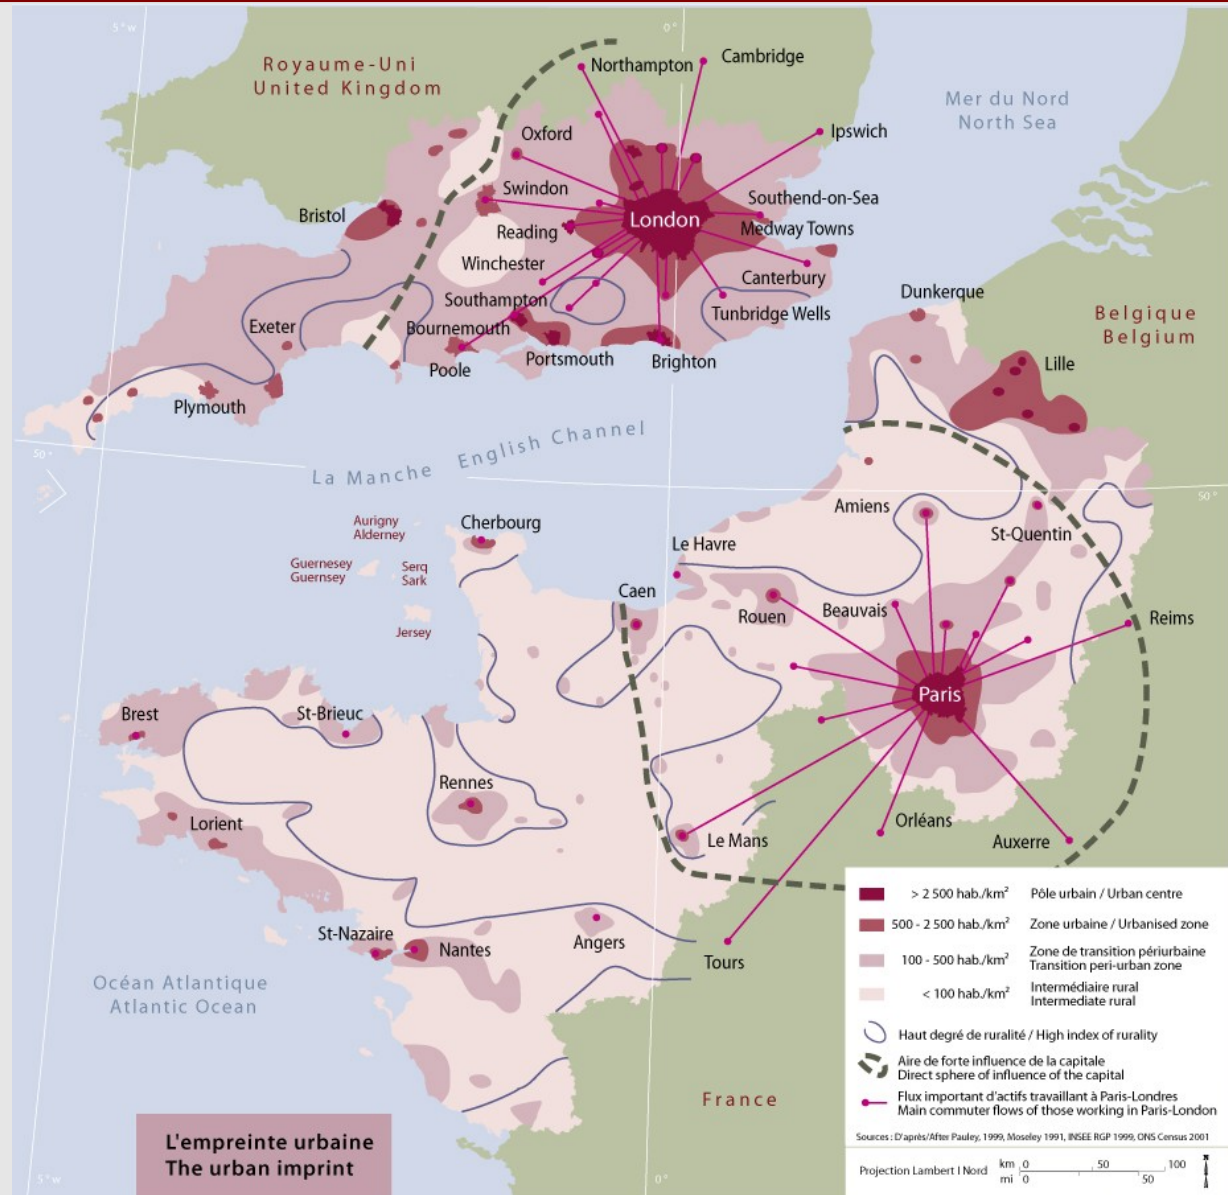 5° w
0°
Royaume-Uni
United Kingdom
Northampton
Cambridge
Mer du Nord
North Sea
Oxford
Ipswich
Swindon
Southend-on-Sea
Bristol
London
Reading
Medway Towns
Winchester
Canterbury
Southampton
Dunkerque
Tunbridge Wells
Exeter
Bournemouth
Belgique
Belgium
Portsmouth
Brighton
Poole
Lille
Plymouth
50°
La Manche English Channel
50°
Amiens
Aurigny
Alderney
Cherbourg
St-Quentin
Le Havre
Guernesey
Guernsey
Serq
Sark
Caen
Rouen
Beauvais
Reims
Jersey
Paris
Brest
St-Brieuc
Rennes
Lorient
Orléans
Le Mans
Auxerre
St-Nazaire
Nantes
Angers
Tours
Océan Atlantique
Atlantic Ocean
France
> 2 500 hab./km² Pôle urbain / Urban centre
500 - 2 500 hab./km² Zone urbaine / Urbanised zone
100 - 500 hab./km² Zone de transition périurbaine
Transition peri-urban zone
< 100 hab./km² Intermédiaire rural
Intermediate rural
Haut degré de ruralité / High index of rurality
Aire de forte influence de la capitale
Direct sphere of influence of the capital
Flux important d'actifs travaillant à Paris-Londres
Main commuter flows of those working in Paris-London
Sources : D'après/After Pauley, 1999, Moseley 1991, INSEE RGP 1999, ONS Census 2001
Projection Lambert I Nord
km 0 50 100
mi 0 50
L'empreinte urbaine
The urban imprint
5° w
0°